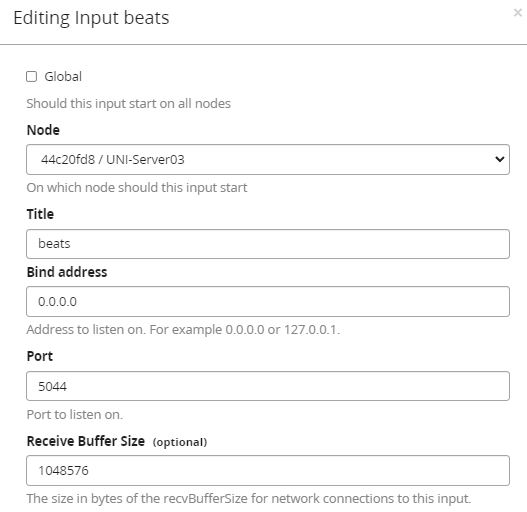 Editing Input beats
×
Global
Should this input start on all nodes
Node
44c20fd8 / UNI-Server03
On which node should this input start
Title
beats
Bind address
0.0.0.0
Address to listen on. For example 0.0.0.0 or 127.0.0.1.
Port
5044
Port to listen on.
Receive Buffer Size (optional)
1048576
The size in bytes of the recvBufferSize for network connections to this input.